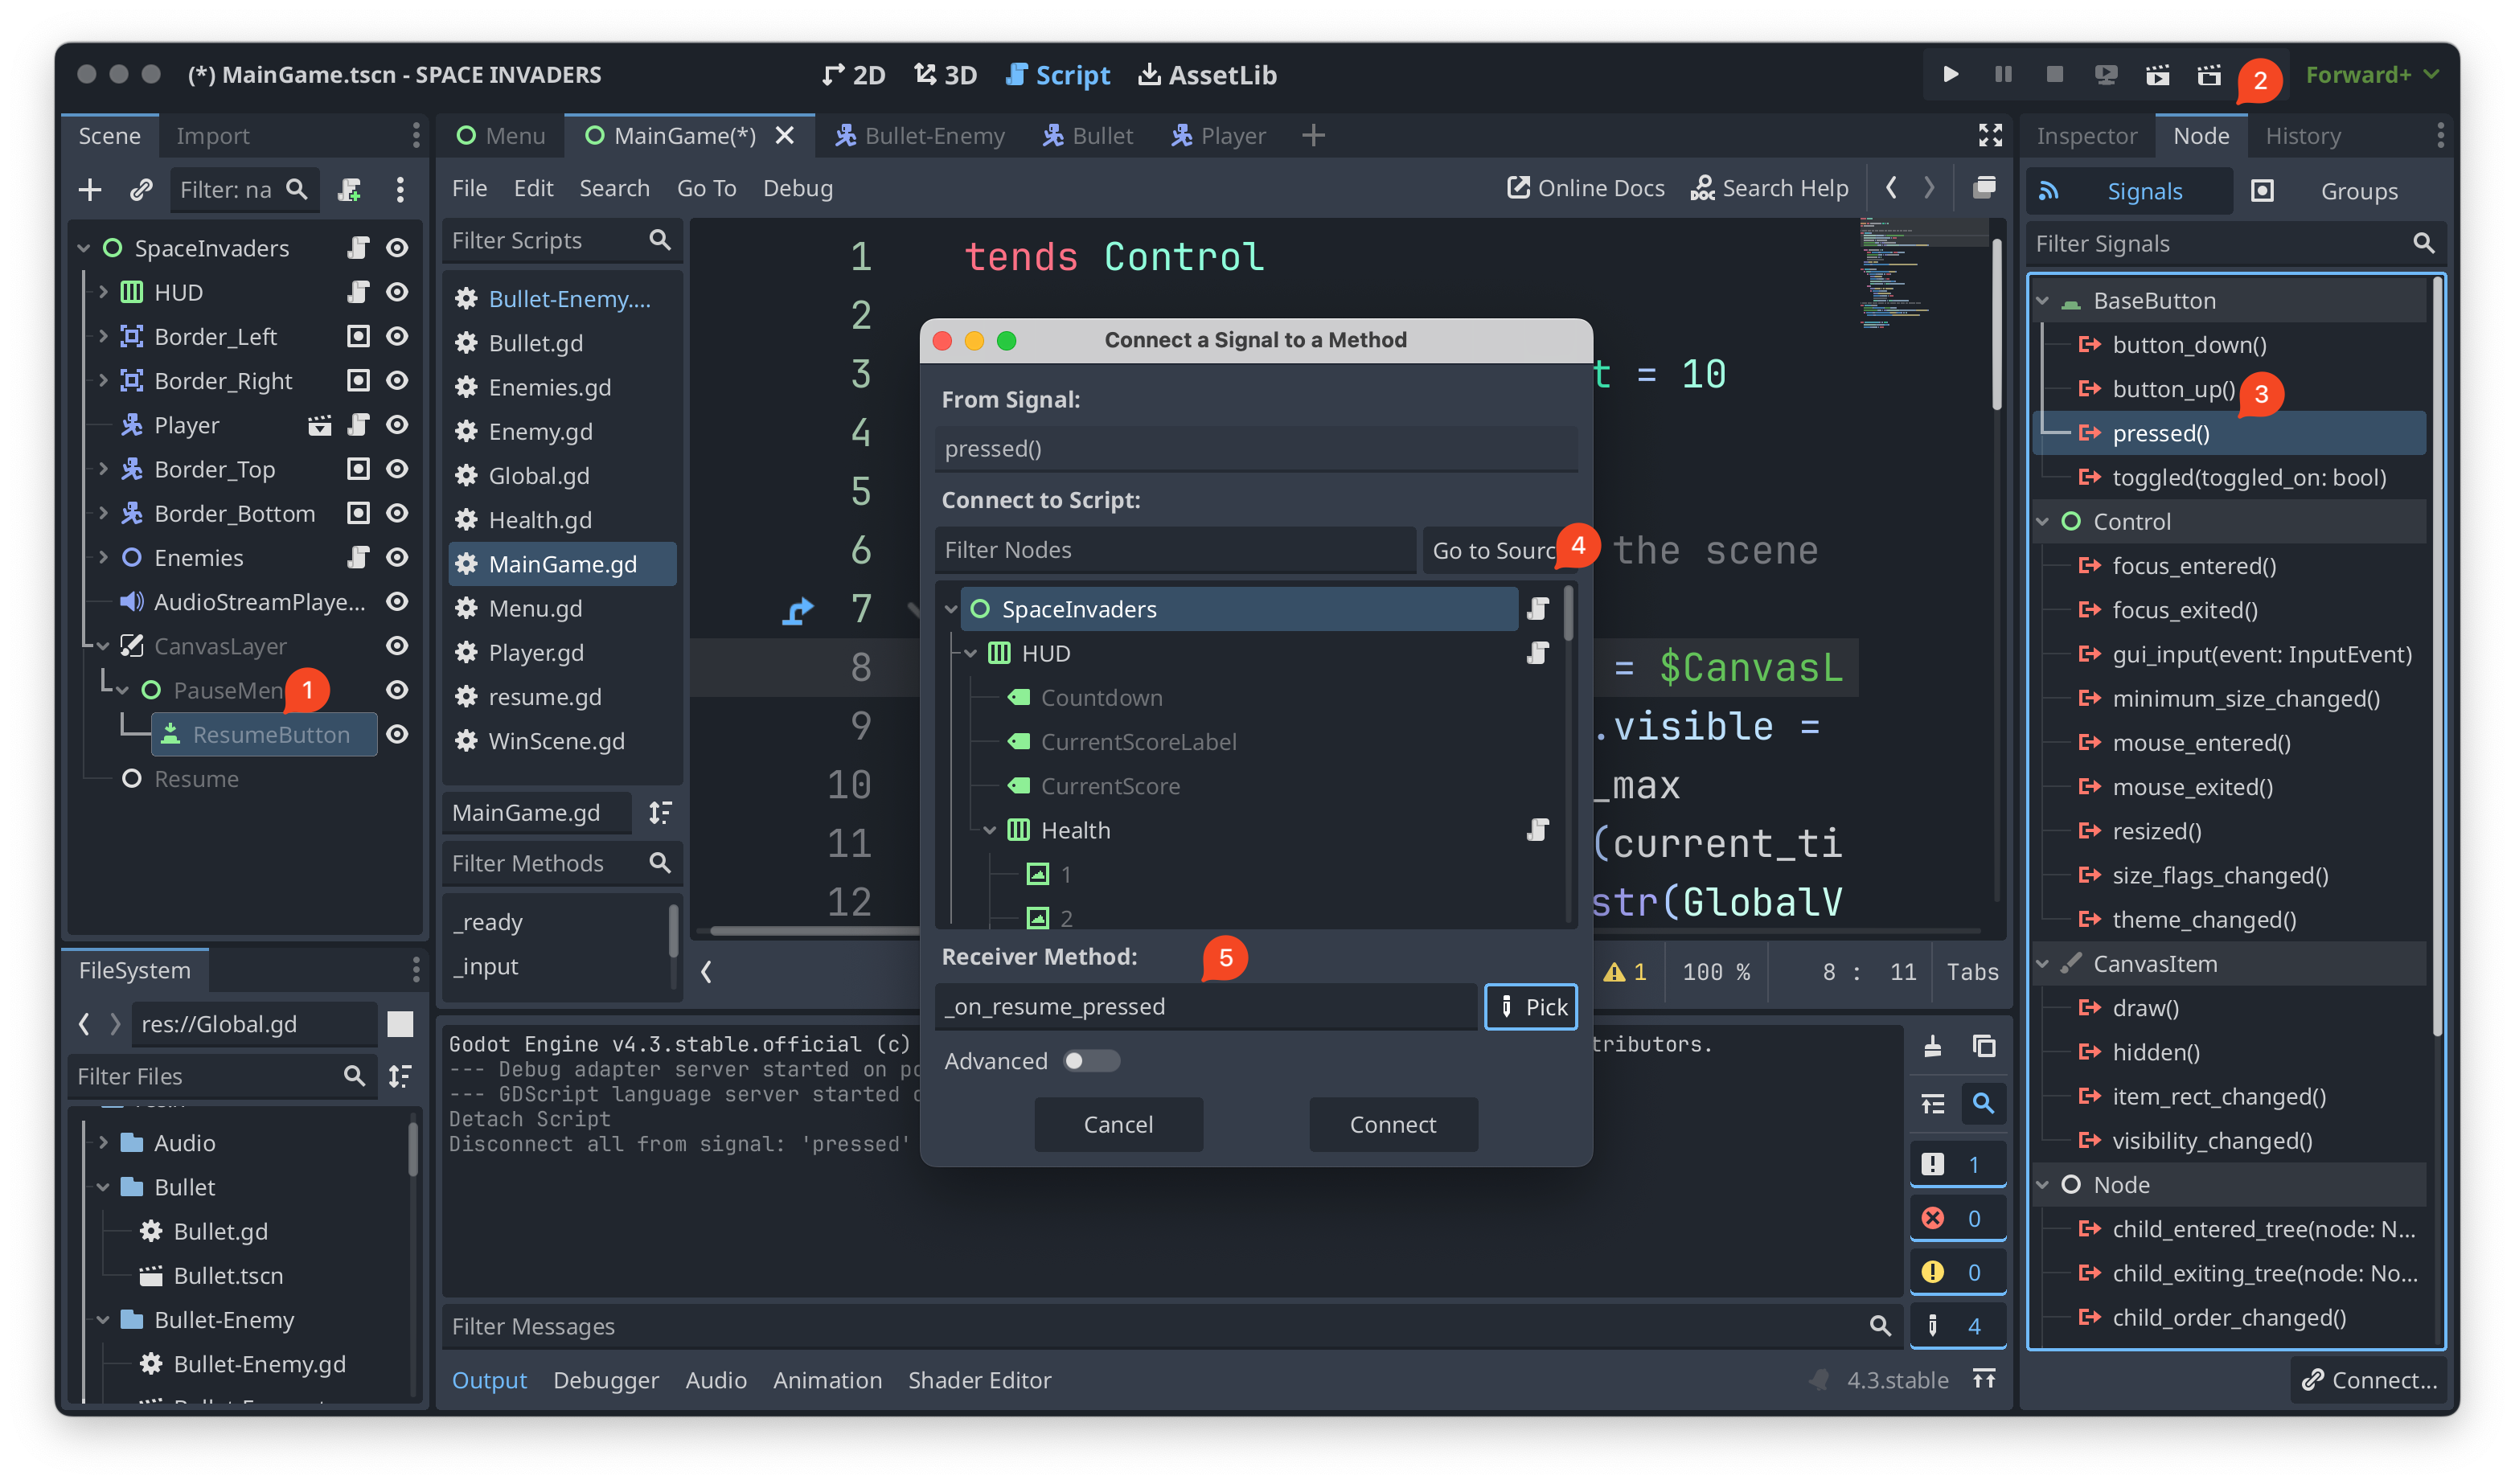 (*) MainGame.tscn - SPACE INVADERS
2D 3D Script AssetLib
2
Forward+
Scene Import
Menu MainGame(*) Bullet-Enemy Bullet Player
Inspector Node History
Filter: na
File Edit Search Go To Debug
Online Docs Search Help
Signals Groups
SpaceInvaders
HUD
Border_Left
Border_Right
Player
Border_Top
Border_Bottom
Enemies
AudioStreamPlaye...
CanvasLayer
PauseMen
1
ResumeButton
Resume
FileSystem
res://Global.gd
Filter Files
Audio
Bullet
Bullet.gd
Bullet.tscn
Bullet-Enemy
Bullet-Enemy.gd
Filter Scripts
Bullet-Enemy....
Bullet.gd
Enemies.gd
Enemy.gd
Global.gd
Health.gd
MainGame.gd
Menu.gd
Player.gd
resume.gd
WinScene.gd
MainGame.gd
Filter Methods
_ready
_input
1 tends Control
2
3 t = 10
4
5
6 the scene
7
8 = $CanvasL
9 .visible =
10 _max
11 (current_ti
12 str(GlobalV
1 100 % 8 : 11 Tabs
Connect a Signal to a Method
From Signal:
pressed()
Connect to Script:
Filter Nodes
Go to Sourc
4
SpaceInvaders
HUD
Countdown
CurrentScoreLabel
CurrentScore
Health
1
2
Receiver Method:
5
_on_resume_pressed
Pick
Advanced
Cancel Connect
Godot Engine v4.3.stable.official (c) tributors.
--- Debug adapter server started on po
--- GDScript language server started
Detach Script
Disconnect all from signal: 'pressed'
1
0
0
4
Filter Messages
Output Debugger Audio Animation Shader Editor
4.3.stable
Filter Signals
BaseButton
button_down()
button_up()
3
pressed()
toggled(toggled_on: bool)
Control
focus_entered()
focus_exited()
gui_input(event: InputEvent)
minimum_size_changed()
mouse_entered()
mouse_exited()
resized()
size_flags_changed()
theme_changed()
CanvasItem
draw()
hidden()
item_rect_changed()
visibility_changed()
Node
child_entered_tree(node: N...
child_exiting_tree(node: No...
child_order_changed()
Connect...